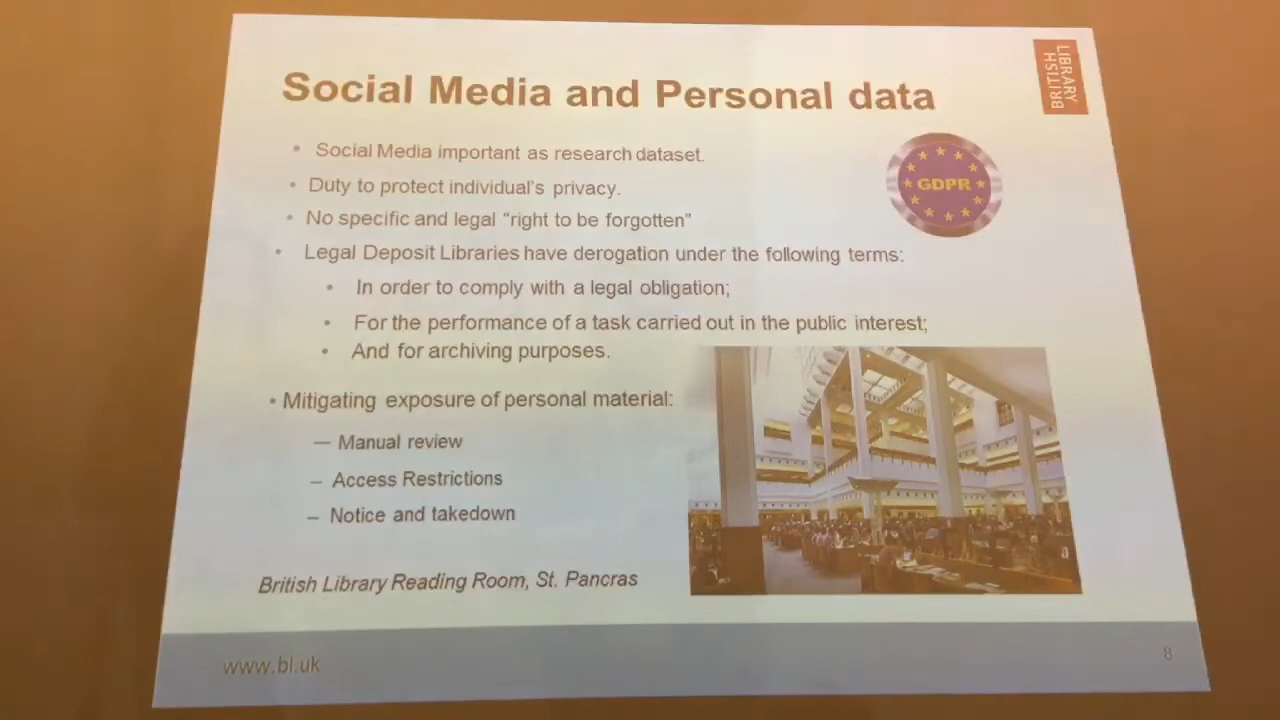 Social Media and Personal data
BRITISH
LIBRARY
• Social Media important as research dataset.
• Duty to protect individual's privacy.
GDPR
• No specific and legal “right to be forgotten”
• Legal Deposit Libraries have derogation under the following terms:
• In order to comply with a legal obligation;
• For the performance of a task carried out in the public interest;
• And for archiving purposes.
• Mitigating exposure of personal material:
– Manual review
– Access Restrictions
– Notice and takedown
British Library Reading Room, St. Pancras
www.bl.uk
8